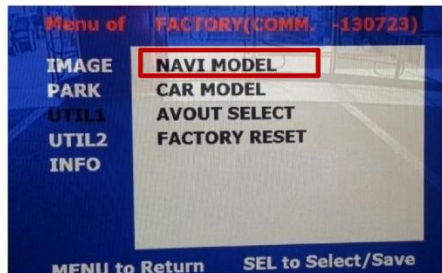 Menu of FACTORY(COMM. -130723)
IMAGE NAVI MODEL
PARK CAR MODEL
UTIL1 AVOUT SELECT
UTIL2 FACTORY RESET
INFO
MENU to Return SEL to Select/Save